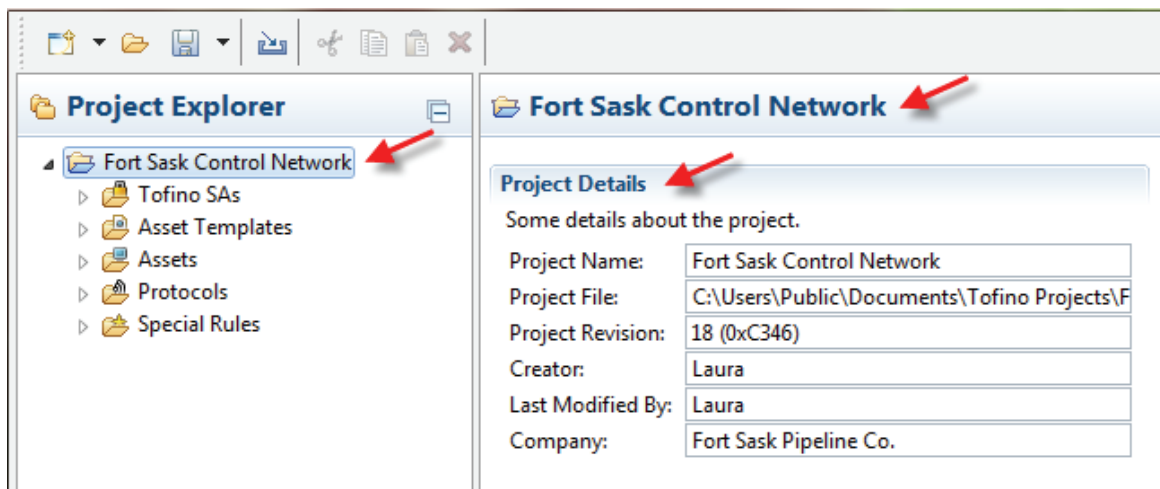 Project Explorer
Fort Sask Control Network
Tofino SAs
Asset Templates
Assets
Protocols
Special Rules
Fort Sask Control Network
Project Details
Some details about the project.
Project Name: Fort Sask Control Network
Project File: C:\Users\Public\Documents\Tofino Projects\F
Project Revision: 18 (0xC346)
Creator: Laura
Last Modified By: Laura
Company: Fort Sask Pipeline Co.